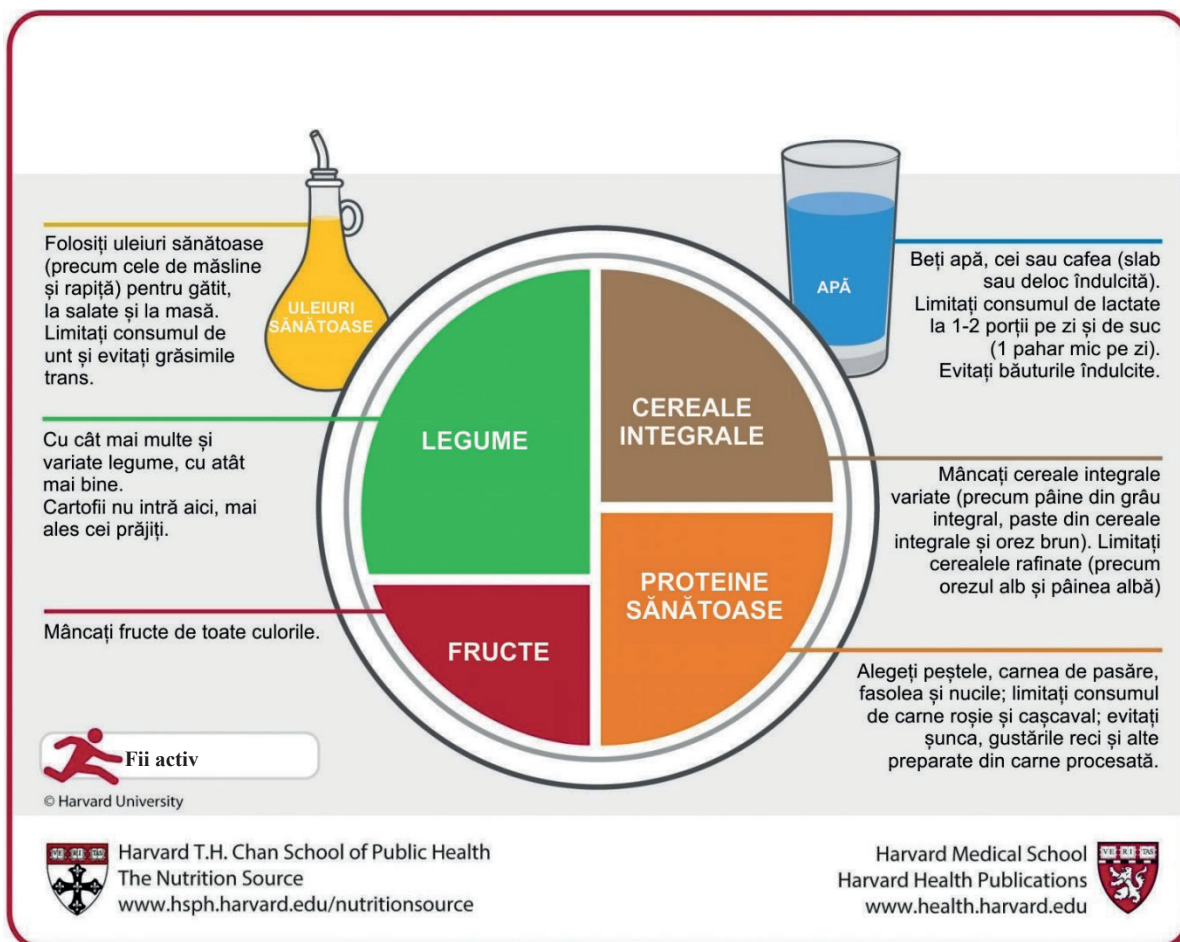 Folosiți uleiuri sănătoase
(precum cele de măsline
și rapiță) pentru gătit,
la salate și la masă.
Limitați consumul de
unt și evitați grăsimile
trans.
ULEIURI
SĂNĂTOASE
APĂ
Beți apă, cei sau cafea (slab
sau deloc îndulcită).
Limitați consumul de lactate
la 1-2 porții pe zi și de suc
(1 pahar mic pe zi).
Evitați băuturile îndulcite.
LEGUME
CEREALE
INTEGRALE
Cu cât mai multe și
variate legume, cu atât
mai bine.
Cartofii nu intră aici, mai
ales cei prăjiți.
Mâncați cereale integrale
variate (precum pâine din grâu
integral, paste din cereale
integrale și orez brun). Limitați
cerealele rafinate (precum
orezul alb și pâinea albă)
FRUCTE
PROTEINE
SĂNĂTOASE
Mâncați fructe de toate culorile.
Alegeți peștele, carnea de pasăre,
fasolea și nucile; limitați consumul
de carne roșie și cașcaval; evitați
șunca, gustările reci și alte
preparate din carne procesată.
Fii activ
© Harvard University
VE RI TAS
Harvard T.H. Chan School of Public Health
The Nutrition Source
www.hsph.harvard.edu/nutritionsource
Harvard Medical School
Harvard Health Publications
www.health.harvard.edu
VE RI TAS